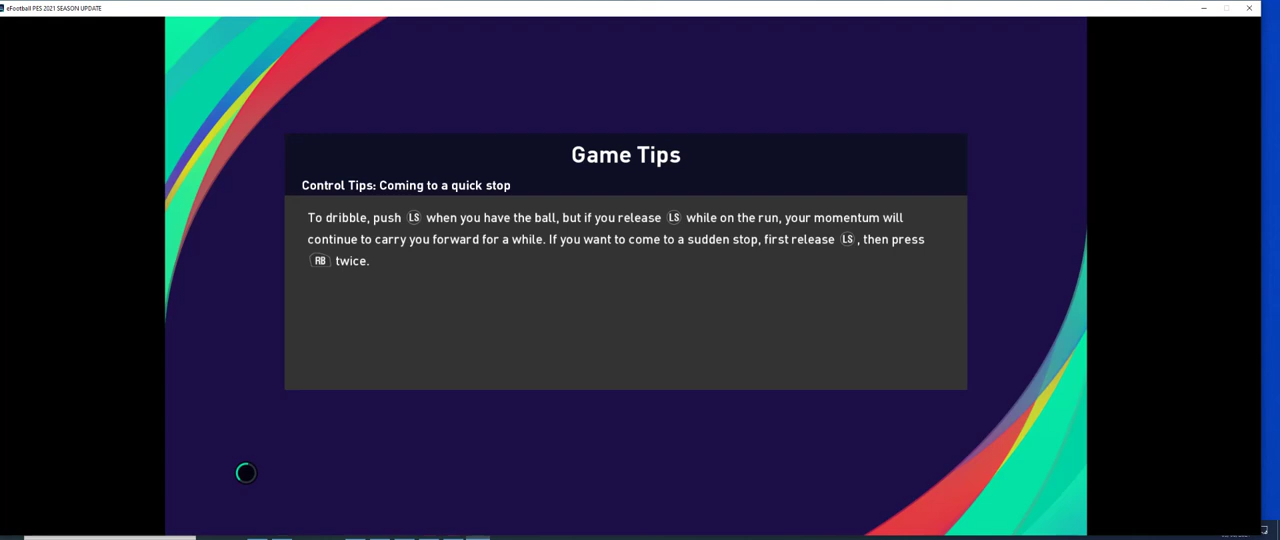 eFootball PES 2021 SEASON UPDATE
Game Tips
Control Tips: Coming to a quick stop
To dribble, push LS when you have the ball, but if you release LS while on the run, your momentum will
continue to carry you forward for a while. If you want to come to a sudden stop, first release LS, then press
RB twice.